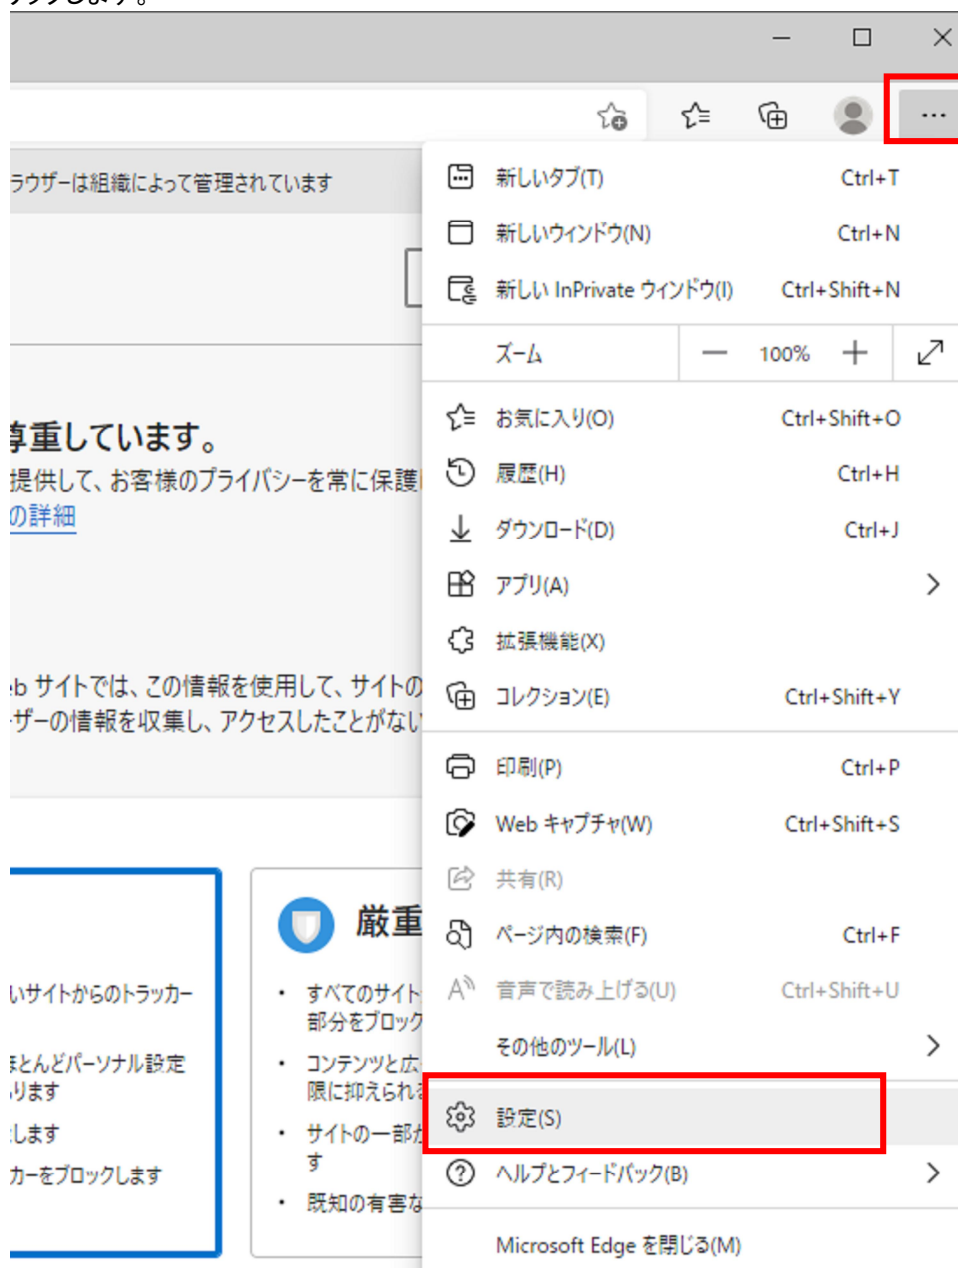 リックします。
ラウザーは組織によって管理されています
尊重しています。
提供して、お客様のプライバシーを常に保護
の詳細
eb サイトでは、この情報を使用して、サイトの
ーザーの情報を収集し、アクセスしたことがない
いサイトからのトラッカー
ほとんどパーソナル設定
あります
します
カーをブロックします
厳重
• すべてのサイト
部分をブロック
• コンテンツと広
限に抑えられる
• サイトの一部が
す
• 既知の有害な
新しいタブ(T) Ctrl+T
新しいウィンドウ(N) Ctrl+N
新しい InPrivate ウィンドウ(I) Ctrl+Shift+N
ズーム — 100% +
お気に入り(O) Ctrl+Shift+O
履歴(H) Ctrl+H
ダウンロード(D) Ctrl+J
アプリ(A)
拡張機能(X)
コレクション(E) Ctrl+Shift+Y
印刷(P) Ctrl+P
Web キャプチャ(W) Ctrl+Shift+S
共有(R)
ページ内の検索(F) Ctrl+F
音声で読み上げる(U) Ctrl+Shift+U
その他のツール(L)
設定(S)
ヘルプとフィードバック(B)
Microsoft Edge を閉じる(M)